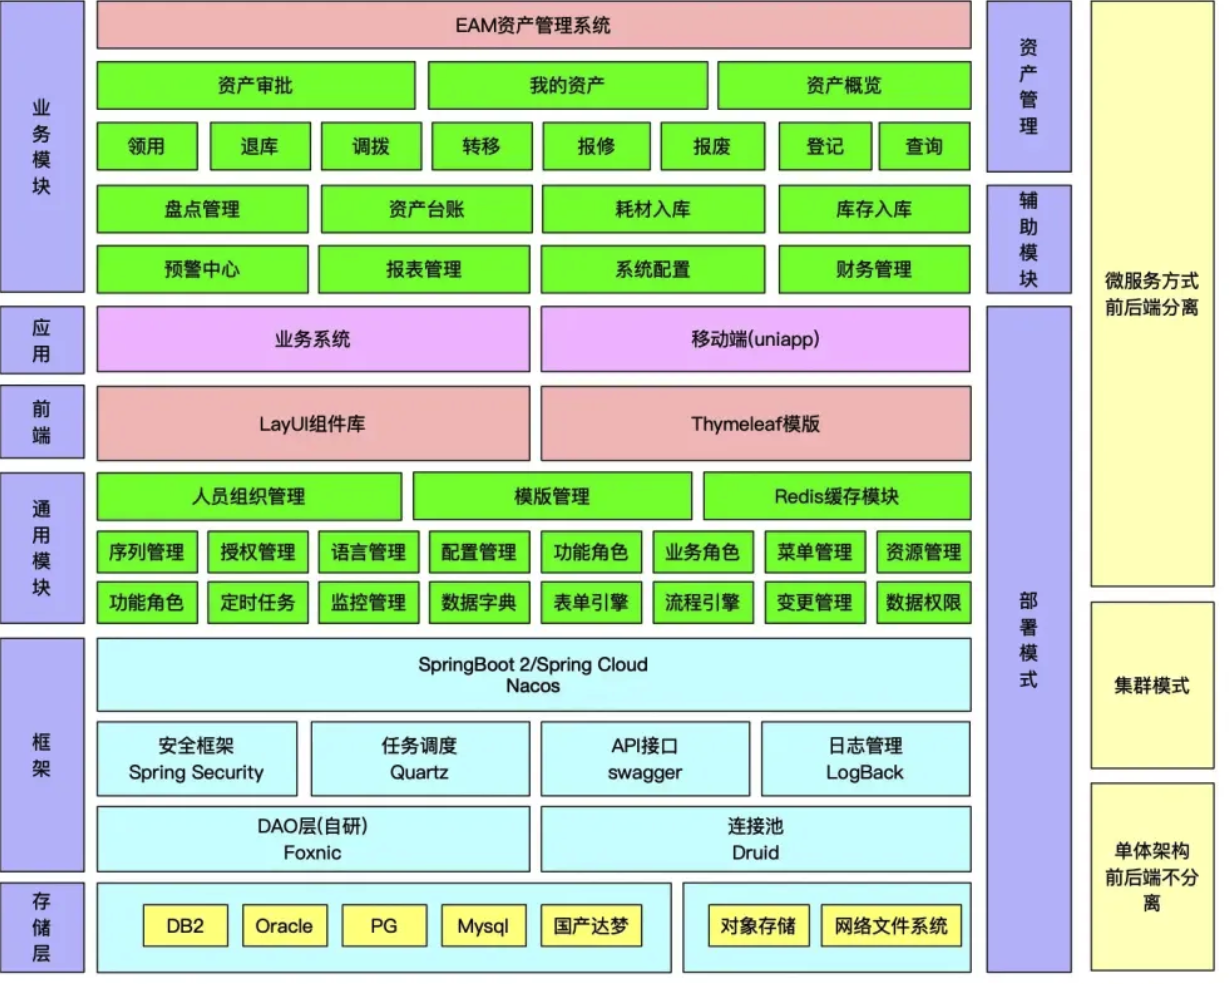 业务模块
EAM资产管理系统
资产审批
我的资产
资产概览
领用
退库
调拨
转移
报修
报废
登记
查询
盘点管理
资产台账
耗材入库
库存入库
预警中心
报表管理
系统配置
财务管理
资产管理
辅助模块
应用
业务系统
移动端(uniapp)
前端
LayUI组件库
Thymeleaf模版
通用模块
人员组织管理
模版管理
Redis缓存模块
序列管理
授权管理
语言管理
配置管理
功能角色
业务角色
菜单管理
资源管理
功能角色
定时任务
监控管理
数据字典
表单引擎
流程引擎
变更管理
数据权限
框架
SpringBoot 2/Spring Cloud
Nacos
安全框架
Spring Security
任务调度
Quartz
API接口
swagger
日志管理
LogBack
DAO层(自研)
Foxnic
连接池
Druid
存储层
DB2
Oracle
PG
Mysql
国产达梦
对象存储
网络文件系统
部署模式
微服务方式
前后端分离
集群模式
单体架构
前后端不分
离